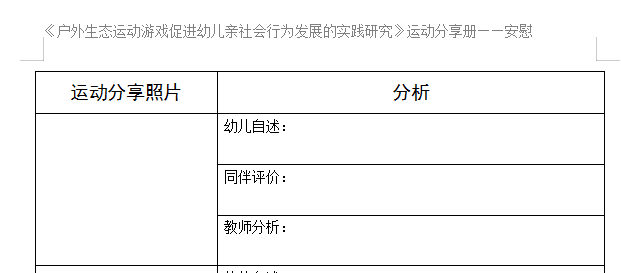 《户外生态运动游戏促进幼儿亲社会行为发展的实践研究》运动分享册——安慰
运动分享照片
分析
幼儿自述：
同伴评价：
教师分析：